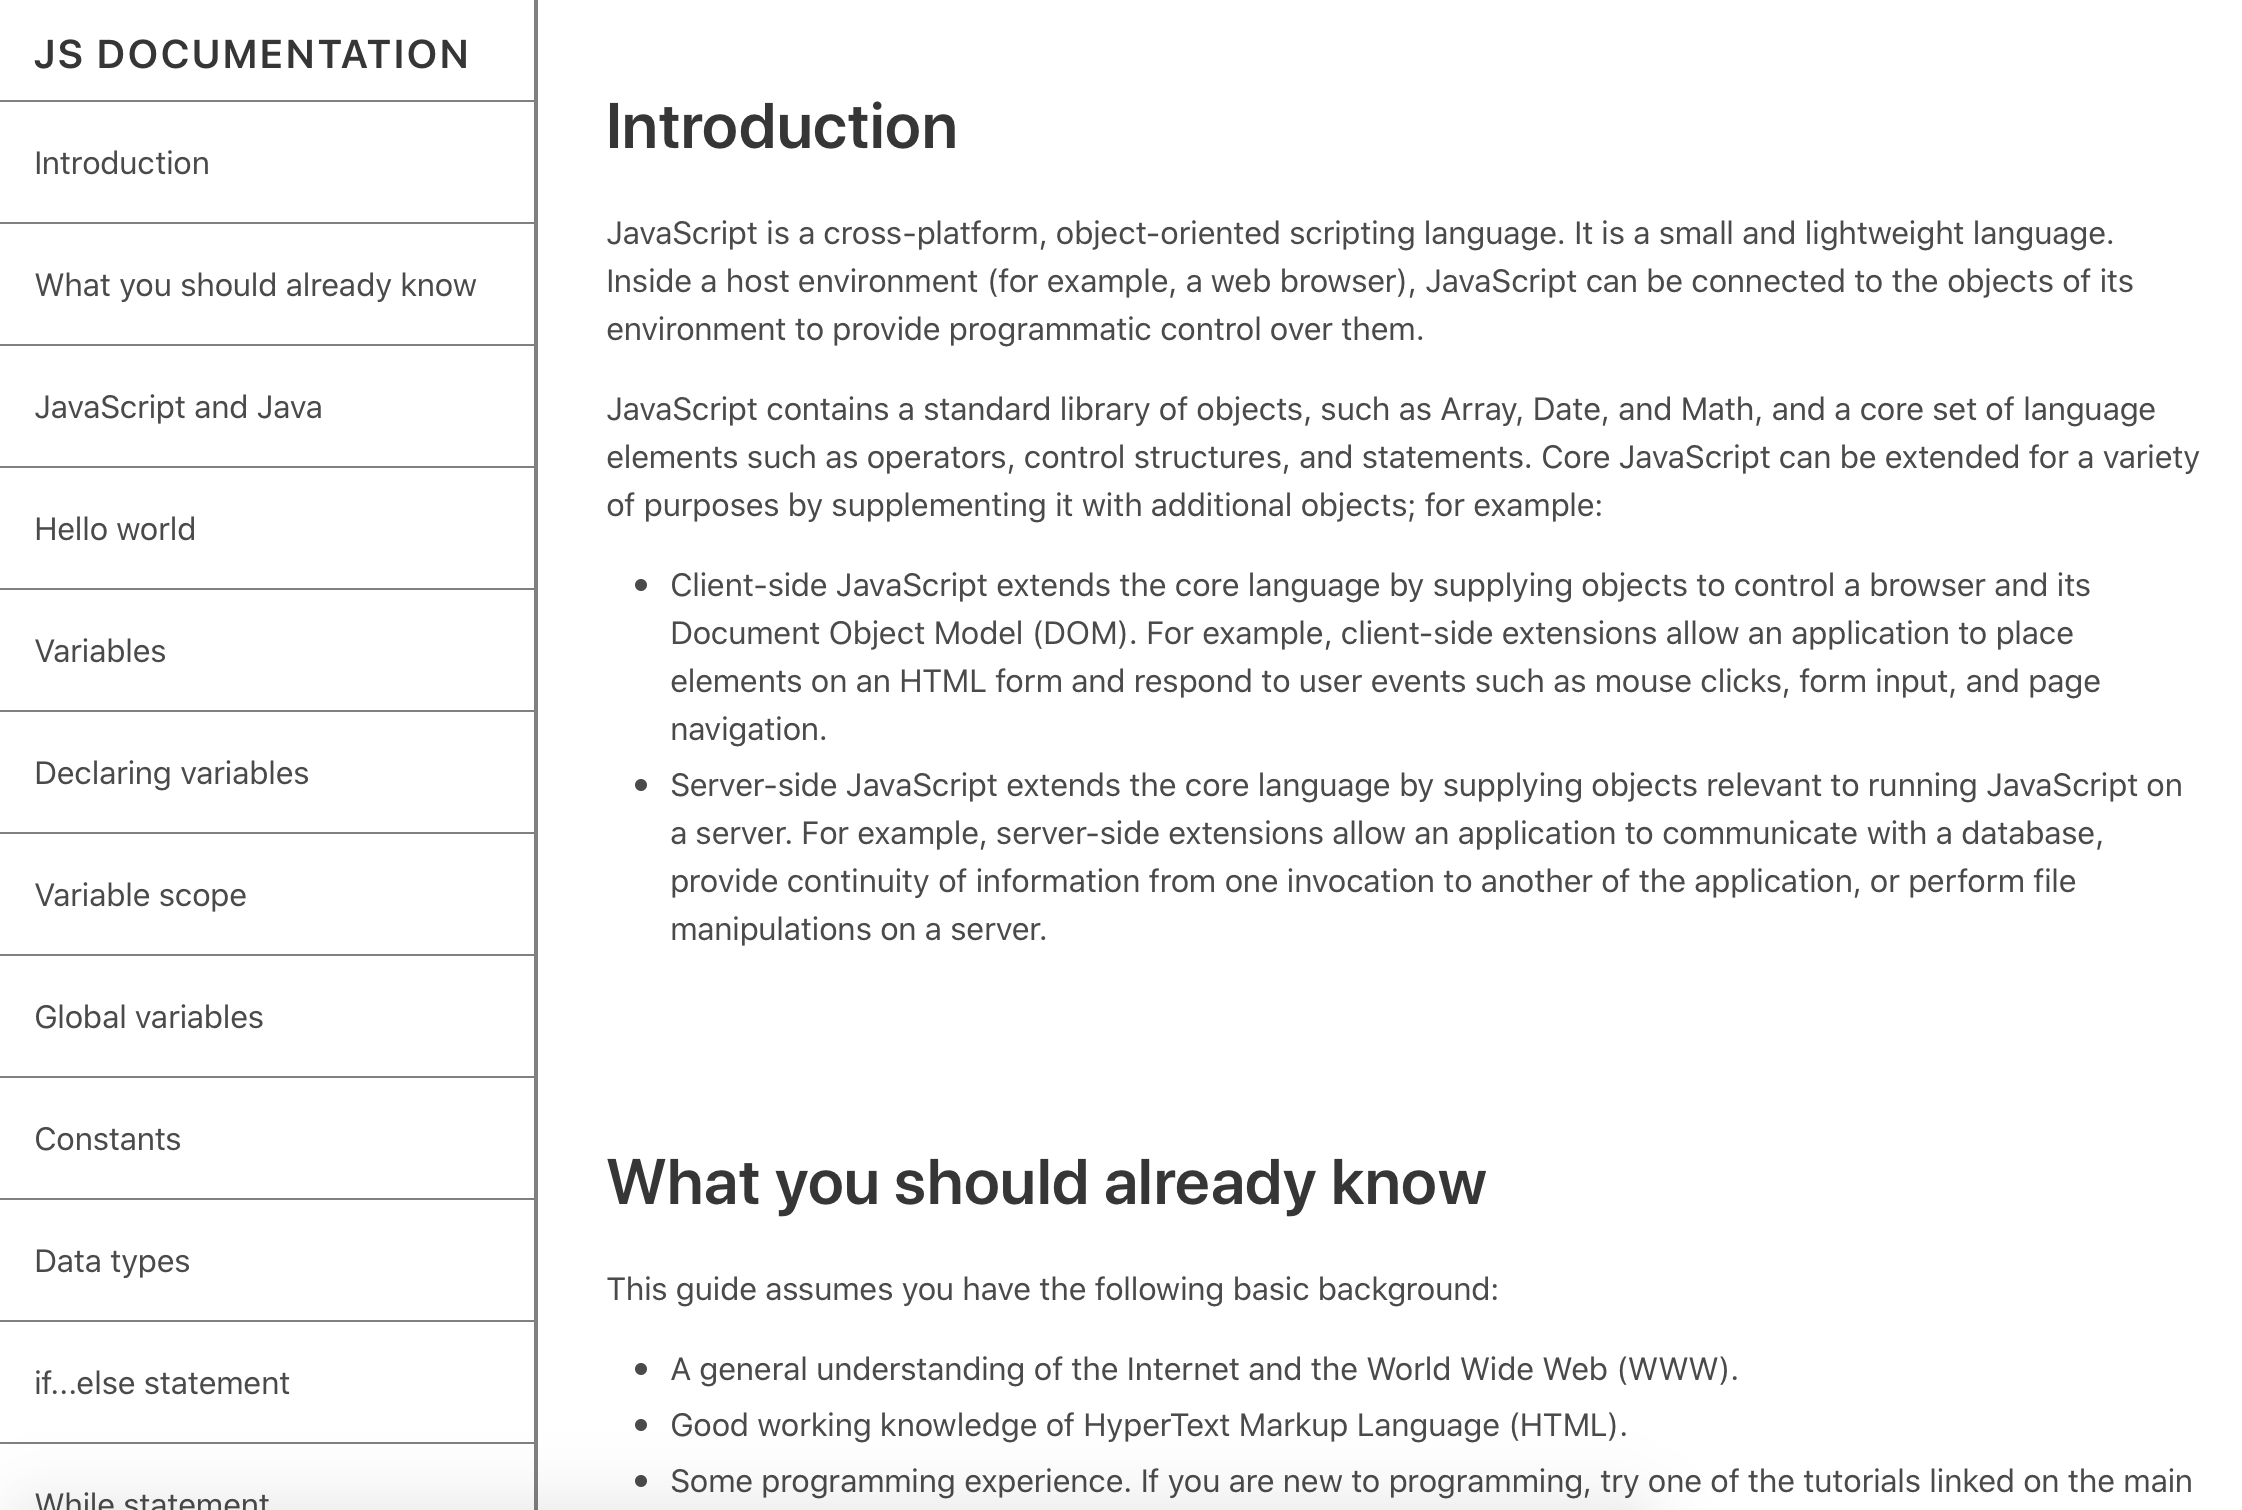 JS DOCUMENTATION
Introduction
What you should already know
JavaScript and Java
Hello world
Variables
Declaring variables
Variable scope
Global variables
Constants
Data types
if...else statement
While statement
Introduction
JavaScript is a cross-platform, object-oriented scripting language. It is a small and lightweight language.
Inside a host environment (for example, a web browser), JavaScript can be connected to the objects of its
environment to provide programmatic control over them.
JavaScript contains a standard library of objects, such as Array, Date, and Math, and a core set of language
elements such as operators, control structures, and statements. Core JavaScript can be extended for a variety
of purposes by supplementing it with additional objects; for example:
• Client-side JavaScript extends the core language by supplying objects to control a browser and its
Document Object Model (DOM). For example, client-side extensions allow an application to place
elements on an HTML form and respond to user events such as mouse clicks, form input, and page
navigation.
• Server-side JavaScript extends the core language by supplying objects relevant to running JavaScript on
a server. For example, server-side extensions allow an application to communicate with a database,
provide continuity of information from one invocation to another of the application, or perform file
manipulations on a server.
What you should already know
This guide assumes you have the following basic background:
• A general understanding of the Internet and the World Wide Web (WWW).
• Good working knowledge of HyperText Markup Language (HTML).
• Some programming experience. If you are new to programming, try one of the tutorials linked on the main